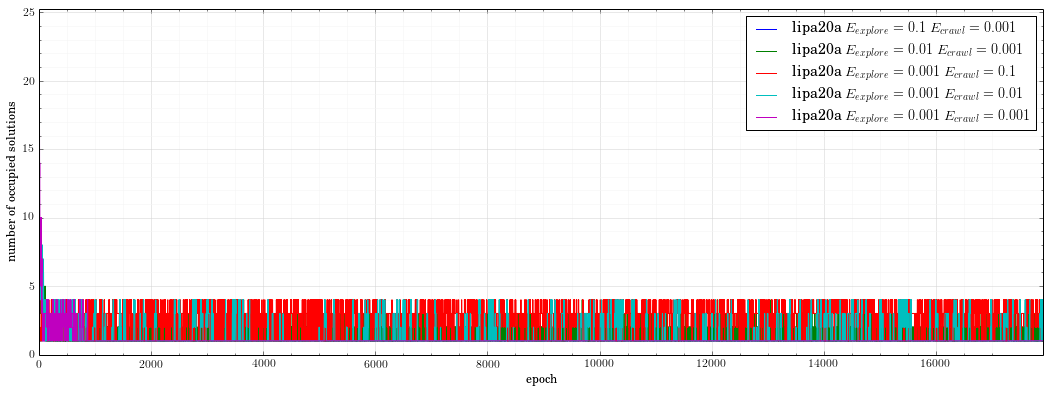 25
20
15
10
5
0
number of occupied solutions
lipa20a E_explore = 0.1 E_crawl = 0.001
lipa20a E_explore = 0.01 E_crawl = 0.001
lipa20a E_explore = 0.001 E_crawl = 0.1
lipa20a E_explore = 0.001 E_crawl = 0.01
lipa20a E_explore = 0.001 E_crawl = 0.001
0 2000 4000 6000 8000 10000 12000 14000 16000
epoch